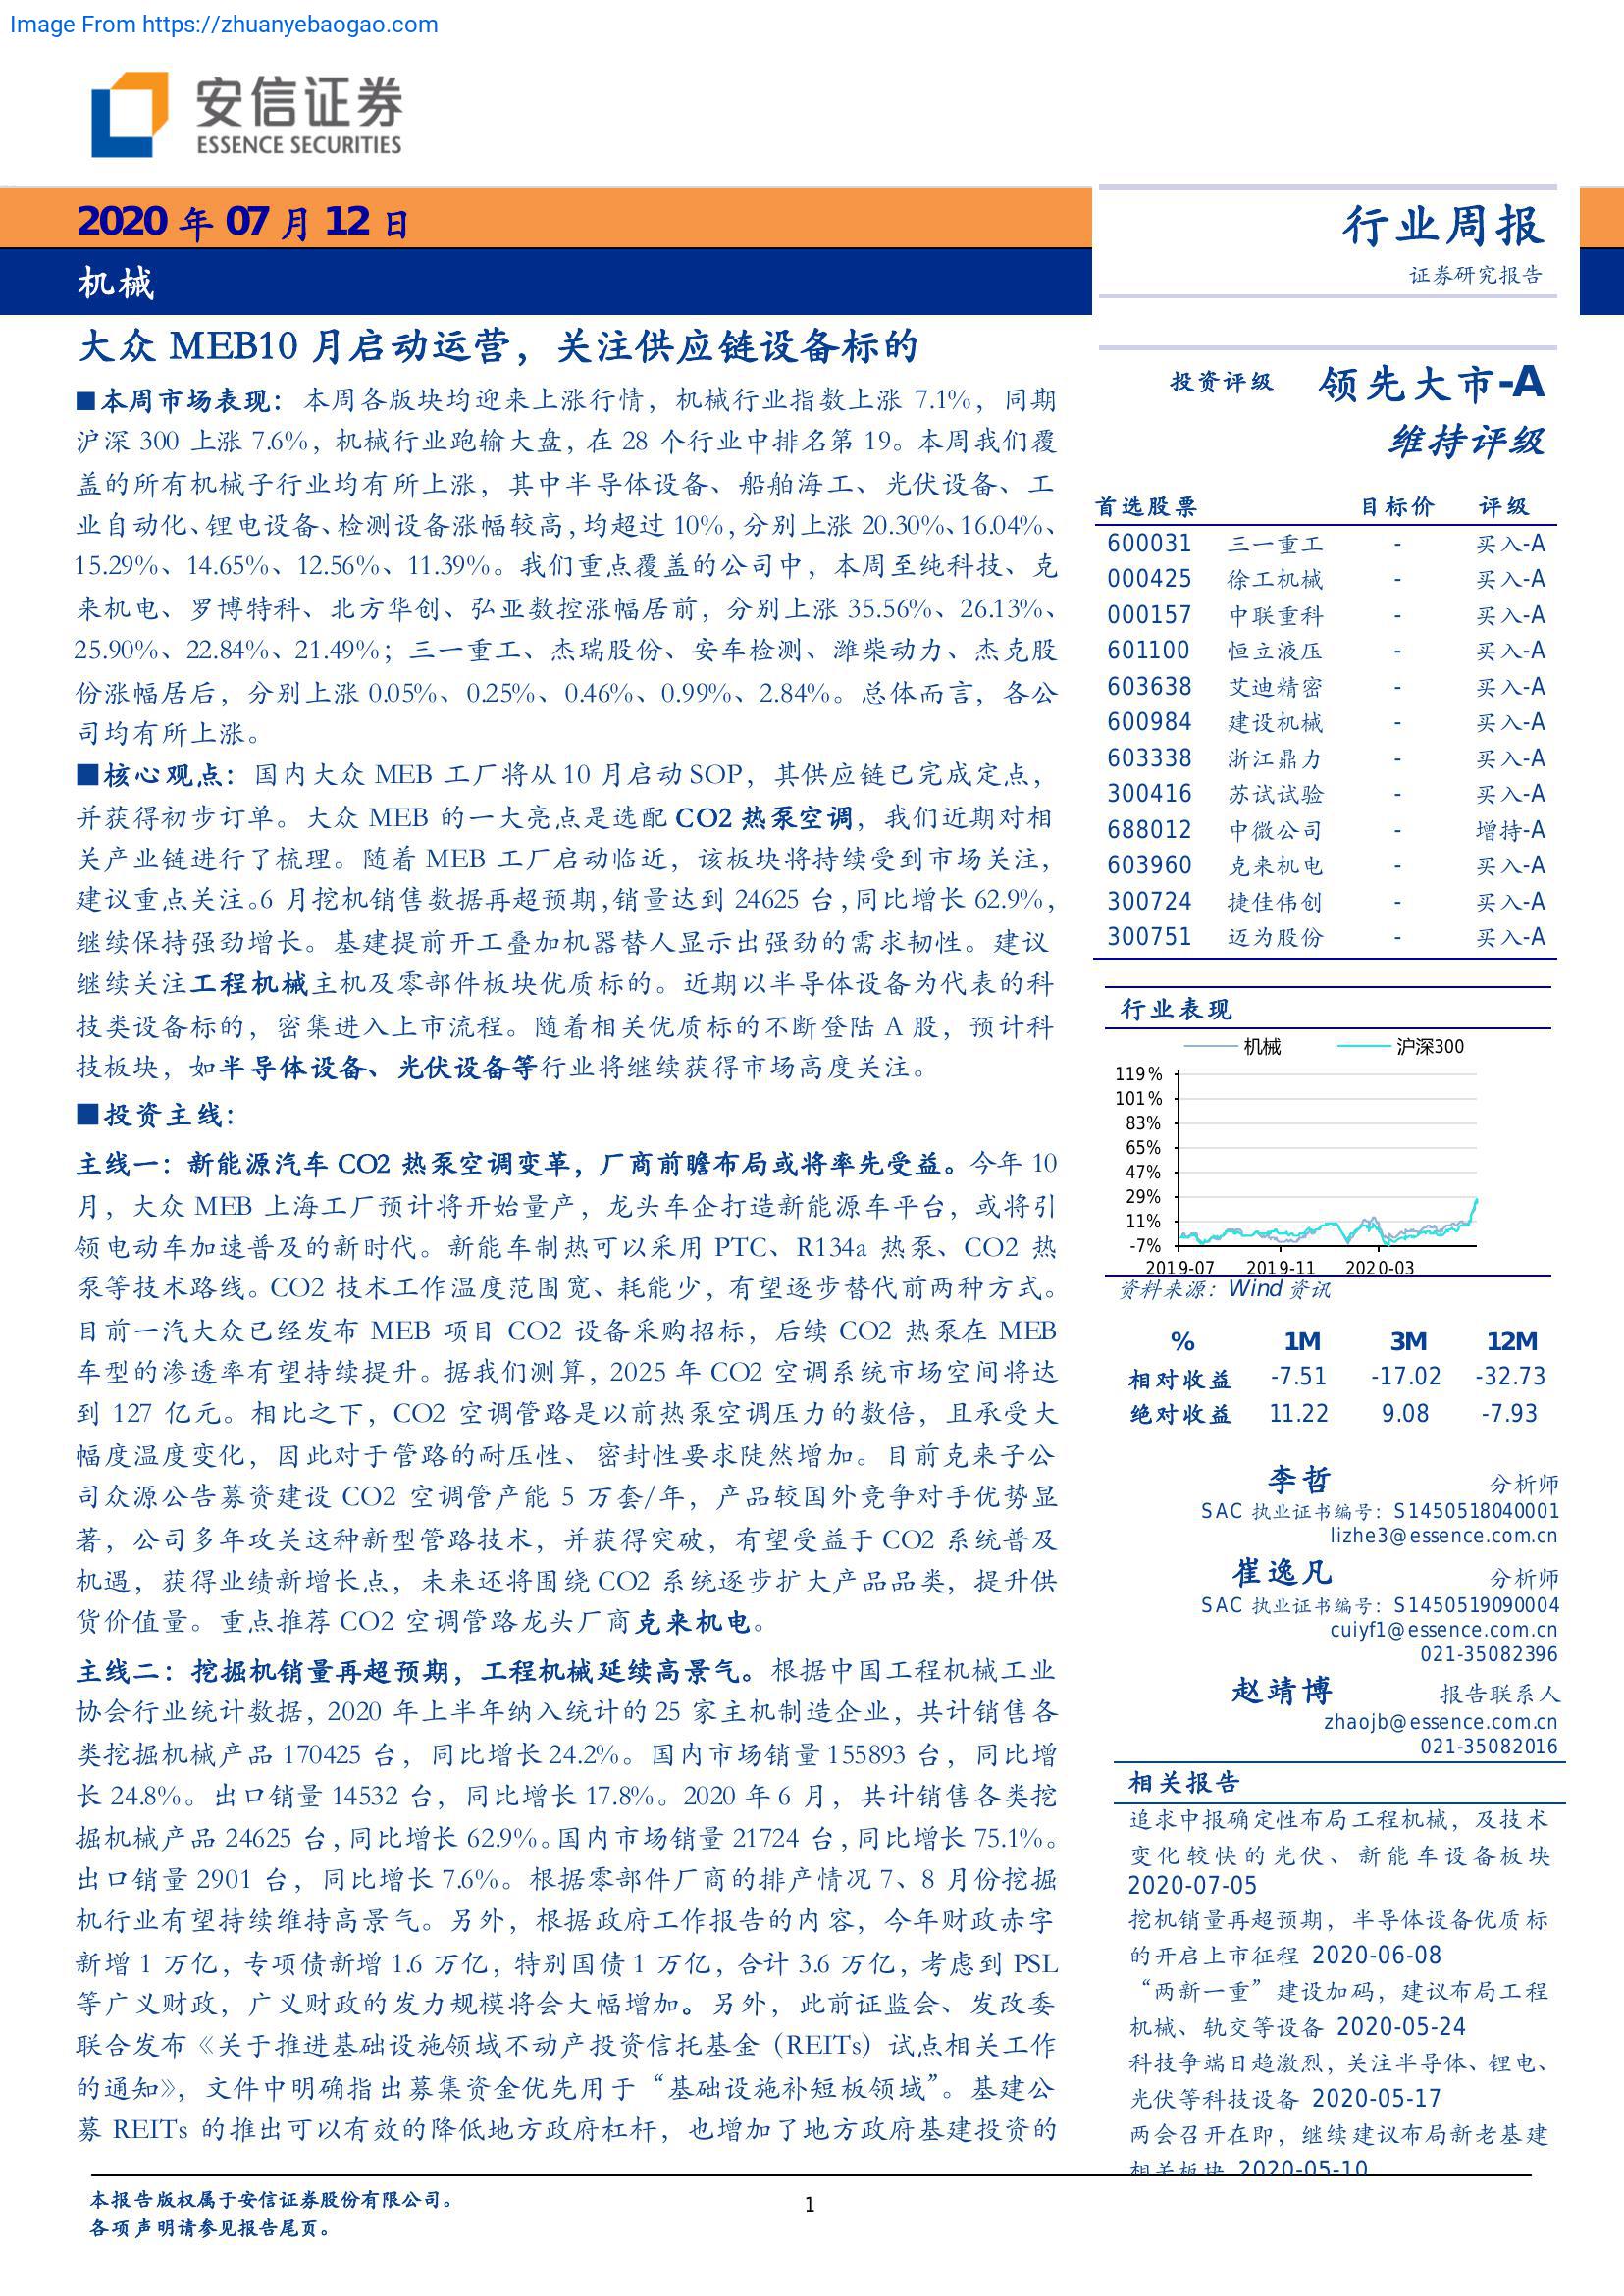 Image From https://zhuanyebaogao.com
安信证券
ESSENCE SECURITIES
2020 年 07 月 12 日
机械
行业周报
证券研究报告
大众 MEB10 月启动运营，关注供应链设备标的
■本周市场表现：本周各版块均迎来上涨行情，机械行业指数上涨 7.1%，同期
沪深 300 上涨 7.6%，机械行业跑输大盘，在 28 个行业中排名第 19。本周我们覆
盖的所有机械子行业均有所上涨，其中半导体设备、船舶海工、光伏设备、工
业自动化、锂电设备、检测设备涨幅较高，均超过 10%，分别上涨 20.30%、16.04%、
15.29%、14.65%、12.56%、11.39%。我们重点覆盖的公司中，本周至纯科技、克
来机电、罗博特科、北方华创、弘亚数控涨幅居前，分别上涨 35.56%、26.13%、
25.90%、22.84%、21.49%；三一重工、杰瑞股份、安车检测、潍柴动力、杰克股
份涨幅居后，分别上涨 0.05%、0.25%、0.46%、0.99%、2.84%。总体而言，各公
司均有所上涨。
■核心观点：国内大众 MEB 工厂将从 10 月启动 SOP，其供应链已完成定点，
并获得初步订单。大众 MEB 的一大亮点是选配 CO2 热泵空调，我们近期对相
关产业链进行了梳理。随着 MEB 工厂启动临近，该板块将持续受到市场关注，
建议重点关注。6 月挖机销售数据再超预期，销量达到 24625 台，同比增长 62.9%，
继续保持强劲增长。基建提前开工叠加机器替人显示出强劲的需求韧性。建议
继续关注工程机械主机及零部件板块优质标的。近期以半导体设备为代表的科
技类设备标的，密集进入上市流程。随着相关优质标的不断登陆 A 股，预计科
技板块，如半导体设备、光伏设备等行业将继续获得市场高度关注。
■投资主线：
主线一：新能源汽车 CO2 热泵空调变革，厂商前瞻布局或将率先受益。今年 10
月，大众 MEB 上海工厂预计将开始量产，龙头车企打造新能源车平台，或将引
领电动车加速普及的新时代。新能车制热可以采用 PTC、R134a 热泵、CO2 热
泵等技术路线。CO2 技术工作温度范围宽、耗能少，有望逐步替代前两种方式。
目前一汽大众已经发布 MEB 项目 CO2 设备采购招标，后续 CO2 热泵在 MEB
车型的渗透率有望持续提升。据我们测算，2025 年 CO2 空调系统市场空间将达
到 127 亿元。相比之下，CO2 空调管路是以前热泵空调压力的数倍，且承受大
幅度温度变化，因此对于管路的耐压性、密封性要求陡然增加。目前克来子公
司众源公告募资建设 CO2 空调管产能 5 万套/年，产品较国外竞争对手优势显
著，公司多年攻关这种新型管路技术，并获得突破，有望受益于 CO2 系统普及
机遇，获得业绩新增长点，未来还将围绕 CO2 系统逐步扩大产品品类，提升供
货价值量。重点推荐 CO2 空调管路龙头厂商克来机电。
主线二：挖掘机销量再超预期，工程机械延续高景气。根据中国工程机械工业
协会行业统计数据，2020 年上半年纳入统计的 25 家主机制造企业，共计销售各
类挖掘机械产品 170425 台，同比增长 24.2%。国内市场销量 155893 台，同比增
长 24.8%。出口销量 14532 台，同比增长 17.8%。2020 年 6 月，共计销售各类挖
掘机械产品 24625 台，同比增长 62.9%。国内市场销量 21724 台，同比增长 75.1%。
出口销量 2901 台，同比增长 7.6%。根据零部件厂商的排产情况 7、8 月份挖掘
机行业有望持续维持高景气。另外，根据政府工作报告的内容，今年财政赤字
新增 1 万亿，专项债新增 1.6 万亿，特别国债 1 万亿，合计 3.6 万亿，考虑到 PSL
等广义财政，广义财政的发力规模将会大幅增加。另外，此前证监会、发改委
联合发布《关于推进基础设施领域不动产投资信托基金（REITs）试点相关工作
的通知》，文件中明确指出募集资金优先用于“基础设施补短板领域”。基建公
募 REITs 的推出可以有效的降低地方政府杠杆，也增加了地方政府基建投资的
投资评级 领先大市-A
维持评级
首选股票 目标价 评级
600031 三一重工 - 买入-A
000425 徐工机械 - 买入-A
000157 中联重科 - 买入-A
601100 恒立液压 - 买入-A
603638 艾迪精密 - 买入-A
600984 建设机械 - 买入-A
603338 浙江鼎力 - 买入-A
300416 苏试试验 - 买入-A
688012 中微公司 - 增持-A
603960 克来机电 - 买入-A
300724 捷佳伟创 - 买入-A
300751 迈为股份 - 买入-A
行业表现
机械 沪深300
119%
101%
83%
65%
47%
29%
11%
-7%
2019-07 2019-11 2020-03
资料来源：Wind 资讯
% 1M 3M 12M
相对收益 -7.51 -17.02 -32.73
绝对收益 11.22 9.08 -7.93
李哲 分析师
SAC 执业证书编号：S1450518040001
lizhe3@essence.com.cn
崔逸凡 分析师
SAC 执业证书编号：S1450519090004
cuiyf1@essence.com.cn
021-35082396
赵靖博 报告联系人
zhaojb@essence.com.cn
021-35082016
相关报告
追求中报确定性布局工程机械，及技术
变化较快的光伏、新能车设备板块
2020-07-05
挖机销量再超预期，半导体设备优质标
的开启上市征程 2020-06-08
“两新一重”建设加码，建议布局工程
机械、轨交等设备 2020-05-24
科技争端日趋激烈，关注半导体、锂电、
光伏等科技设备 2020-05-17
两会召开在即，继续建议布局新老基建
相关板块 2020-05-10
本报告版权属于安信证券股份有限公司。
各项声明请参见报告尾页。
1